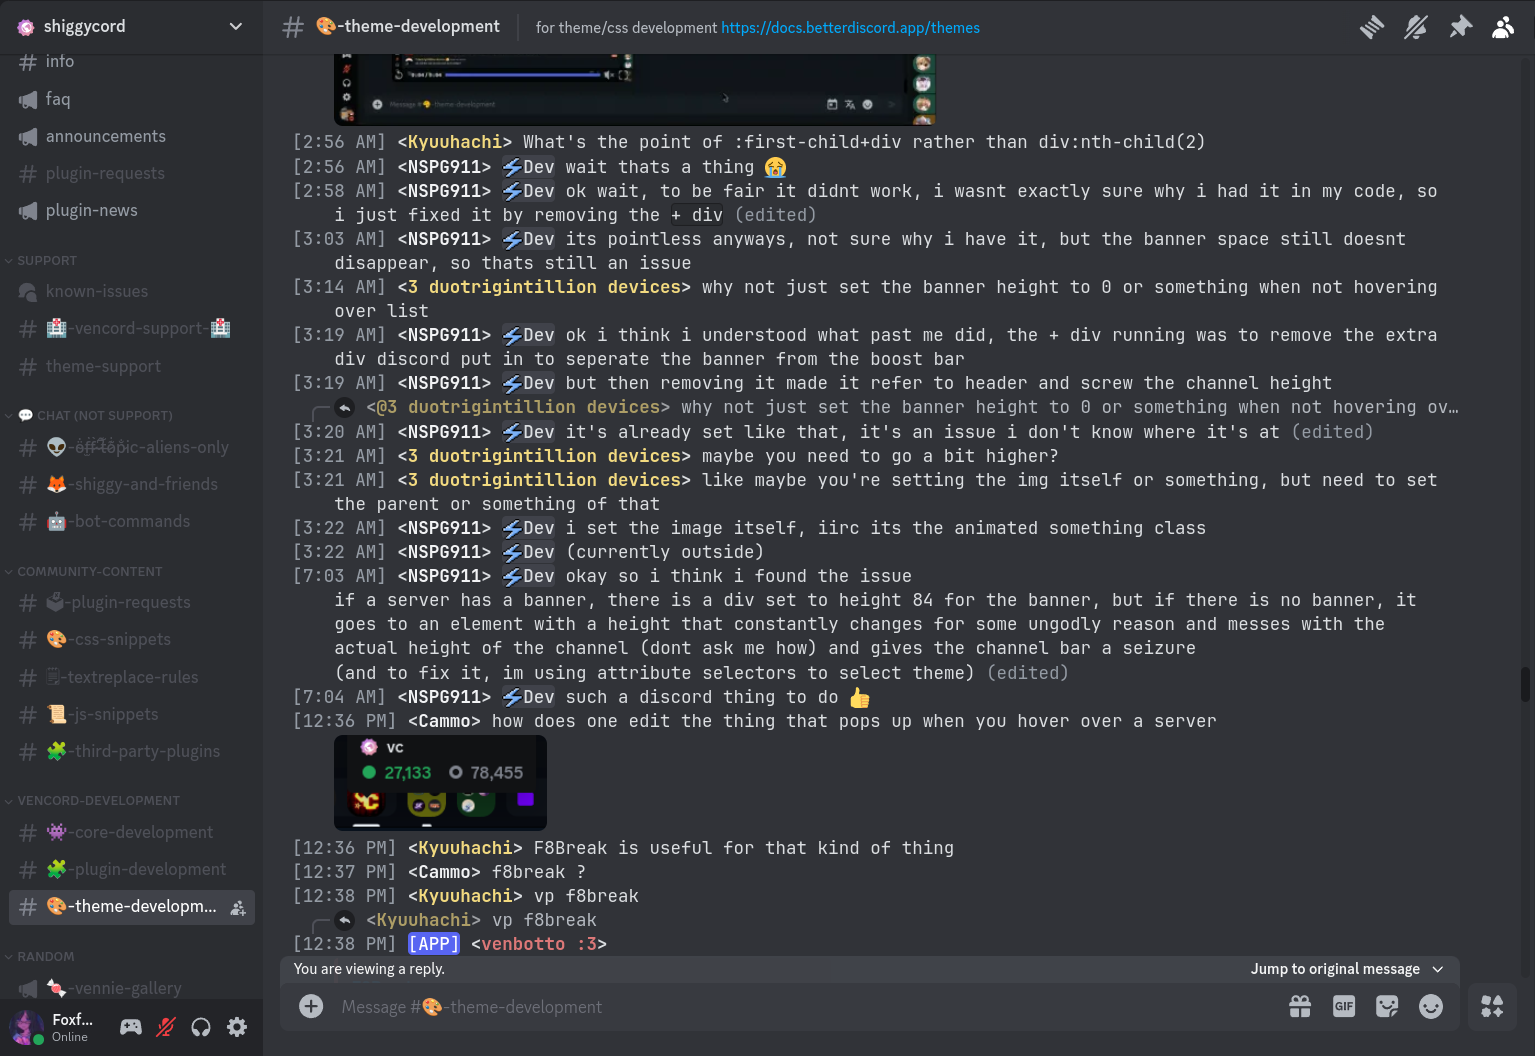 shiggycord
info
faq
announcements
plugin-requests
plugin-news
SUPPORT
known-issues
🏥-vencord-support-🏥
theme-support
💬 CHAT (NOT SUPPORT)
-aliens-only
🦊-shiggy-and-friends
🤖-bot-commands
COMMUNITY-CONTENT
🗳-plugin-requests
🎨-css-snippets
-textreplace-rules
📜-js-snippets
🧩-third-party-plugins
VENCORD-DEVELOPMENT
👾-core-development
🧩-plugin-development
🎨-theme-developm...
RANDOM
🍬-vennie-gallery
Foxf...
Online
🎨-theme-development
for theme/css development https://docs.betterdiscord.app/themes
Message #🎨-theme-development
[2:56 AM] <Kyuuhachi> What's the point of :first-child+div rather than div:nth-child(2)
[2:56 AM] <NSPG911> ⚡Dev wait thats a thing 😭
[2:58 AM] <NSPG911> ⚡Dev ok wait, to be fair it didnt work, i wasnt exactly sure why i had it in my code, so
i just fixed it by removing the + div (edited)
[3:03 AM] <NSPG911> ⚡Dev its pointless anyways, not sure why i have it, but the banner space still doesnt
disappear, so thats still an issue
[3:14 AM] <3 duotrigintillion devices> why not just set the banner height to 0 or something when not hovering
over list
[3:19 AM] <NSPG911> ⚡Dev ok i think i understood what past me did, the + div running was to remove the extra
div discord put in to seperate the banner from the boost bar
[3:19 AM] <NSPG911> ⚡Dev but then removing it made it refer to header and screw the channel height
<@3 duotrigintillion devices> why not just set the banner height to 0 or something when not hovering ov…
[3:20 AM] <NSPG911> ⚡Dev it's already set like that, it's an issue i don't know where it's at (edited)
[3:21 AM] <3 duotrigintillion devices> maybe you need to go a bit higher?
[3:21 AM] <3 duotrigintillion devices> like maybe you're setting the img itself or something, but need to set
the parent or something of that
[3:22 AM] <NSPG911> ⚡Dev i set the image itself, iirc its the animated something class
[3:22 AM] <NSPG911> ⚡Dev (currently outside)
[7:03 AM] <NSPG911> ⚡Dev okay so i think i found the issue
if a server has a banner, there is a div set to height 84 for the banner, but if there is no banner, it
goes to an element with a height that constantly changes for some ungodly reason and messes with the
actual height of the channel (dont ask me how) and gives the channel bar a seizure
(and to fix it, im using attribute selectors to select theme) (edited)
[7:04 AM] <NSPG911> ⚡Dev such a discord thing to do 👍
[12:36 PM] <Cammo> how does one edit the thing that pops up when you hover over a server
vc
27,133 78,455
[12:36 PM] <Kyuuhachi> F8Break is useful for that kind of thing
[12:37 PM] <Cammo> f8break ?
[12:38 PM] <Kyuuhachi> vp f8break
<Kyuuhachi> vp f8break
[12:38 PM] [APP] <venbotto :3>
You are viewing a reply.
Jump to original message
Message #🎨-theme-development
GIF